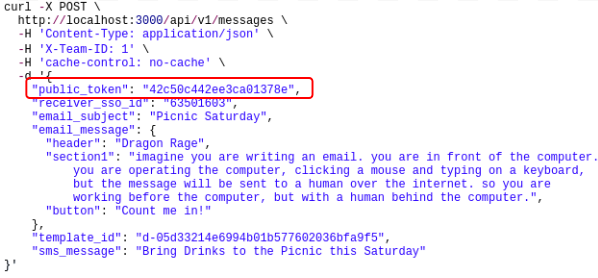 curl -X POST \
  http://localhost:3000/api/v1/messages \
  -H 'Content-Type: application/json' \
  -H 'X-Team-ID: 1' \
  -H 'cache-control: no-cache' \
  -d '{
    "public_token": "42c50c442ee3ca01378e",
    "receiver_sso_id": "63501603",
    "email_subject": "Picnic Saturday",
    "email_message": {
      "header": "Dragon Rage",
      "section1": "imagine you are writing an email. you are in front of the computer.
          you are operating the computer, clicking a mouse and typing on a keyboard,
          but the message will be sent to a human over the internet. so you are
          working before the computer, but with a human behind the computer.",
      "button": "Count me in!"
    },
    "template_id": "d-05d33214e6994b01b577602036bfa9f5",
    "sms_message": "Bring Drinks to the Picnic this Saturday"
}'